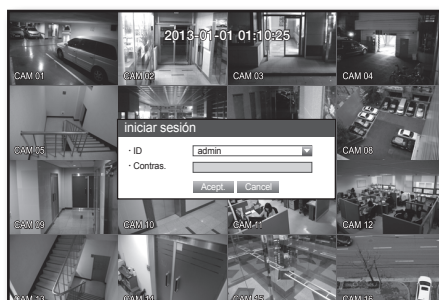 2013-01-01 01:10:25
CAM 01
CAM 02
CAM 03
CAM 04
CAM 05
iniciar sesión
CAM 08
· ID
admin
· Contras.
Acept.
Cancel
CAM 09
CAM 10
CAM 11
CAM 12
CAM 13
CAM 14
CAM 15
CAM 16